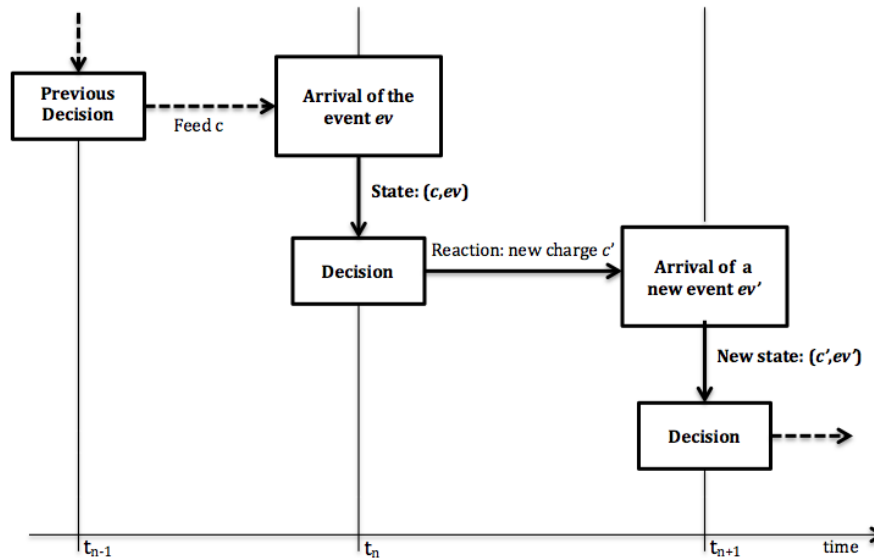 Previous
Decision
Feed c
Arrival of the
event ev
State: (c,ev)
Decision
Reaction: new charge c'
Arrival of a
new event ev'
New state: (c',ev')
Decision
tn-1
tn
tn+1
time